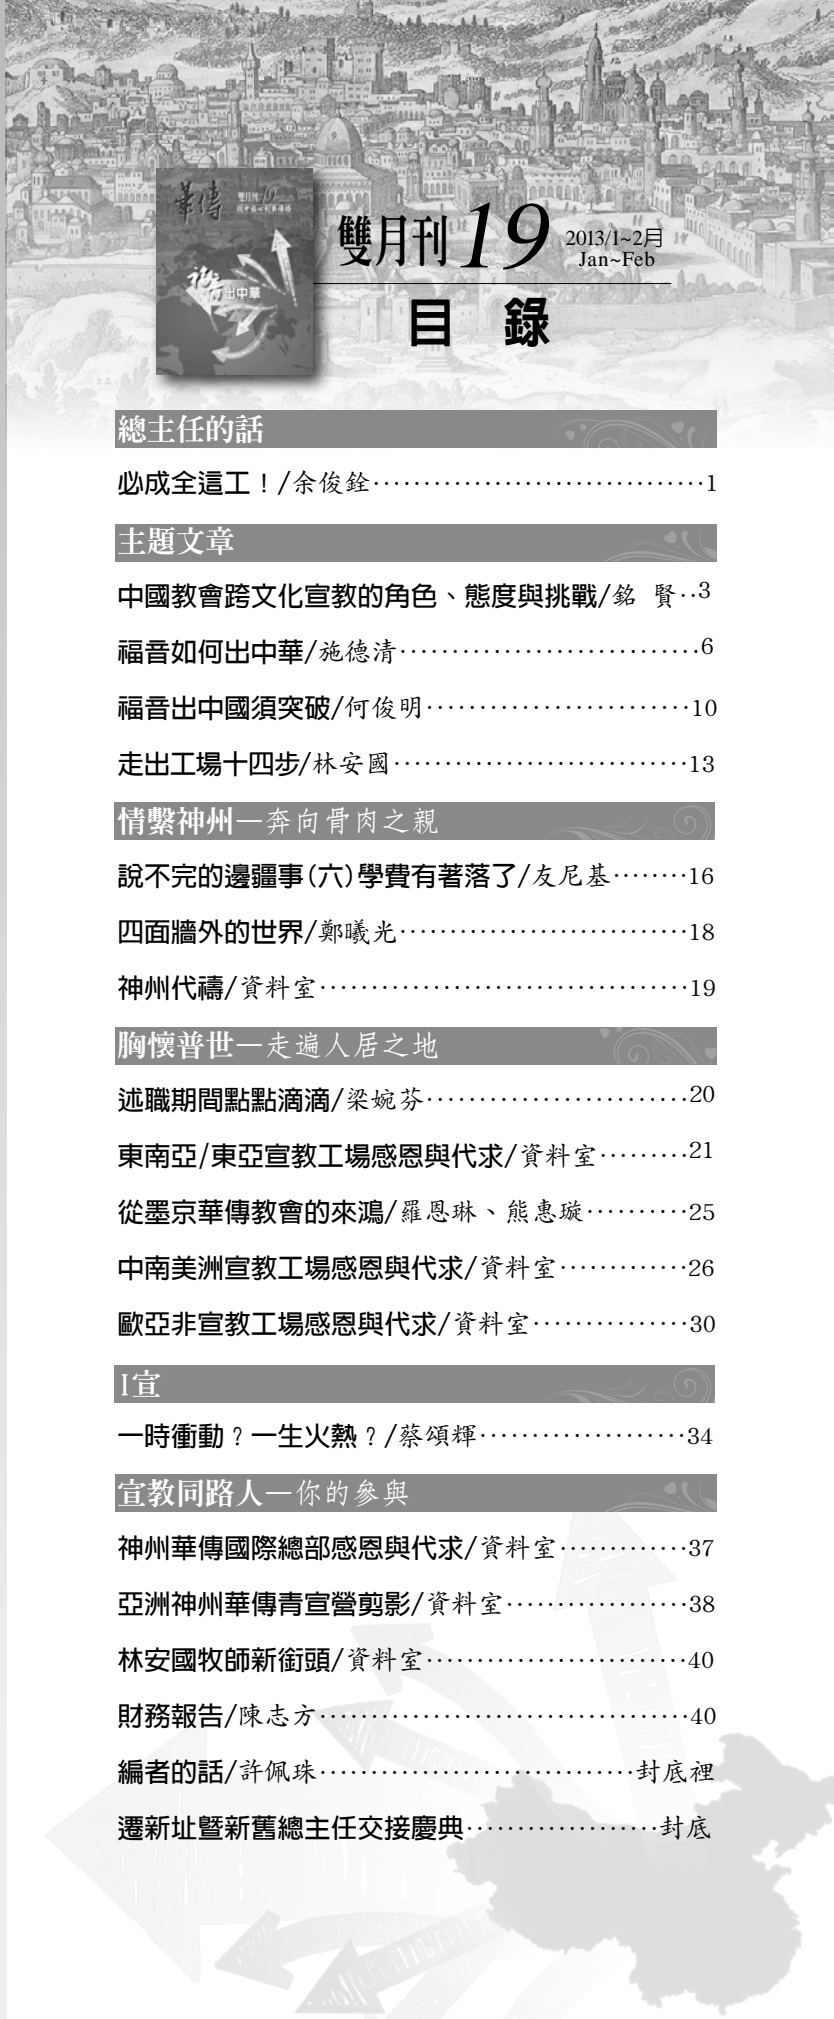 華傳
雙月刊19
出中華
雙月刊 19 2013/1~2月
Jan~Feb
目 錄
總主任的話
必成全這工！/余俊銓································1
主題文章
中國教會跨文化宣教的角色、態度與挑戰/銘 賢··3
福音如何出中華/施德清·····························6
福音出中國須突破/何俊明·························10
走出工場十四步/林安國·····························13
情繫神州—奔向骨肉之親
說不完的邊疆事(六)學費有著落了/友尼基········16
四面牆外的世界/鄭曦光····························18
神州代禱/資料室···································19
胸懷普世—走遍人居之地
述職期間點點滴滴/梁婉芬·························20
東南亞/東亞宣教工場感恩與代求/資料室·········21
從墨京華傳教會的來鴻/羅恩琳、熊惠璇··········25
中南美洲宣教工場感恩與代求/資料室·············26
歐亞非宣教工場感恩與代求/資料室···············30
I宣
一時衝動？一生火熱？/蔡頌輝····················34
宣教同路人—你的參與
神州華傳國際總部感恩與代求/資料室·············37
亞洲神州華傳青宣營剪影/資料室··················38
林安國牧師新銜頭/資料室·························40
財務報告/陳志方···································40
編者的話/許佩珠······························封底裡
遷新址暨新舊總主任交接慶典···················封底